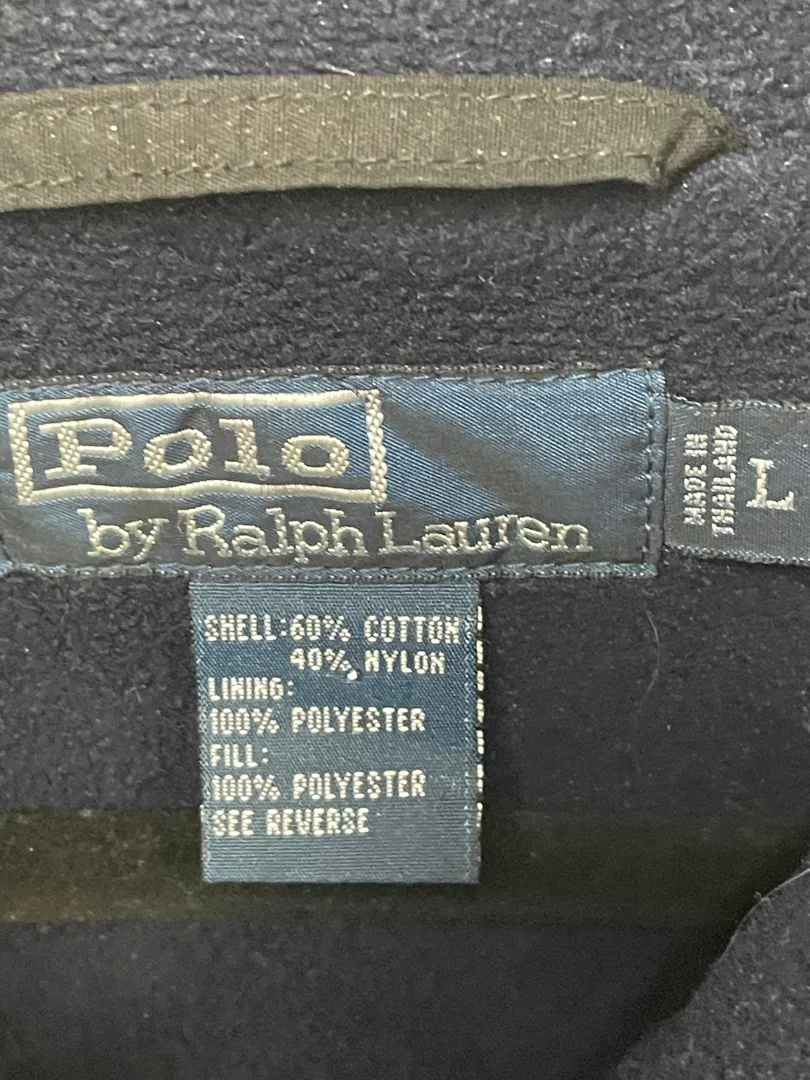 Polo
by Ralph Lauren
MADE IN
THAILAND
L
SHELL:60% COTTON
40% NYLON
LINING:
100% POLYESTER
FILL:
100% POLYESTER
SEE REVERSE